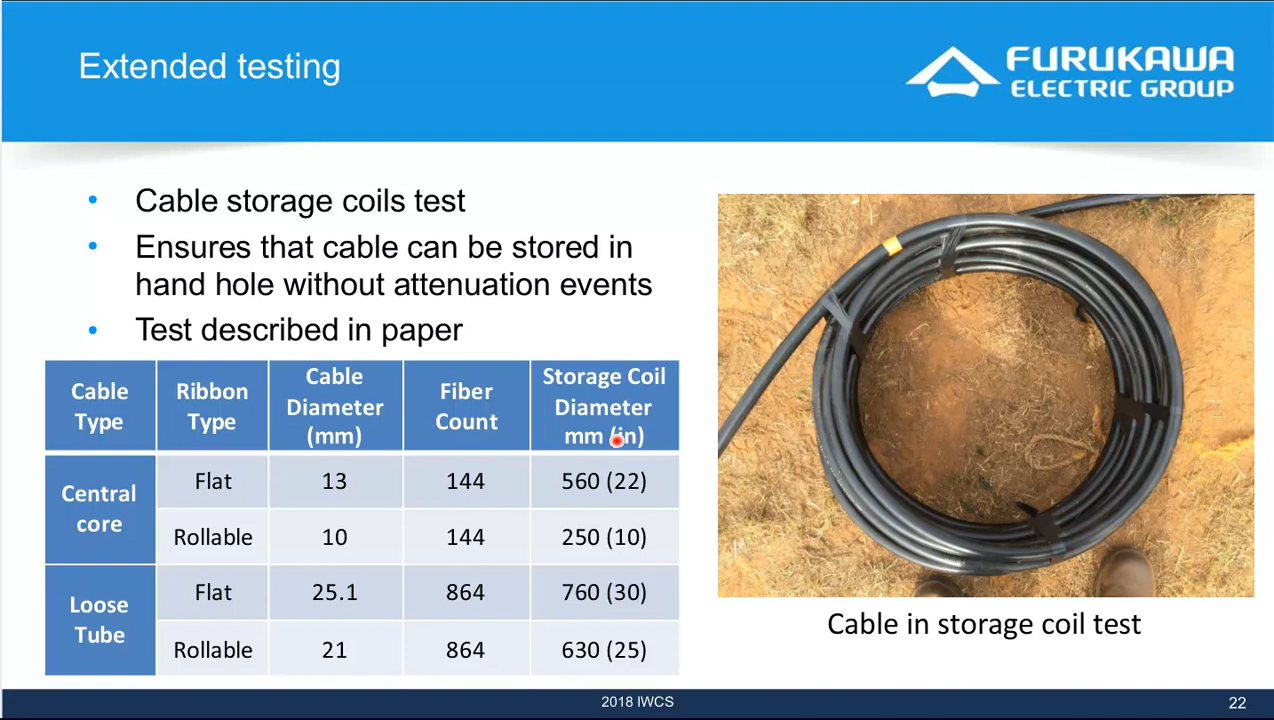 Extended testing
FURUKAWA
ELECTRIC GROUP
• Cable storage coils test
• Ensures that cable can be stored in
hand hole without attenuation events
• Test described in paper
Cable Type | Ribbon Type | Cable Diameter (mm) | Fiber Count | Storage Coil Diameter mm (in)
Central core | Flat | 13 | 144 | 560 (22)
Rollable | 10 | 144 | 250 (10)
Loose Tube | Flat | 25.1 | 864 | 760 (30)
Rollable | 21 | 864 | 630 (25)
Cable in storage coil test
2018 IWCS
22